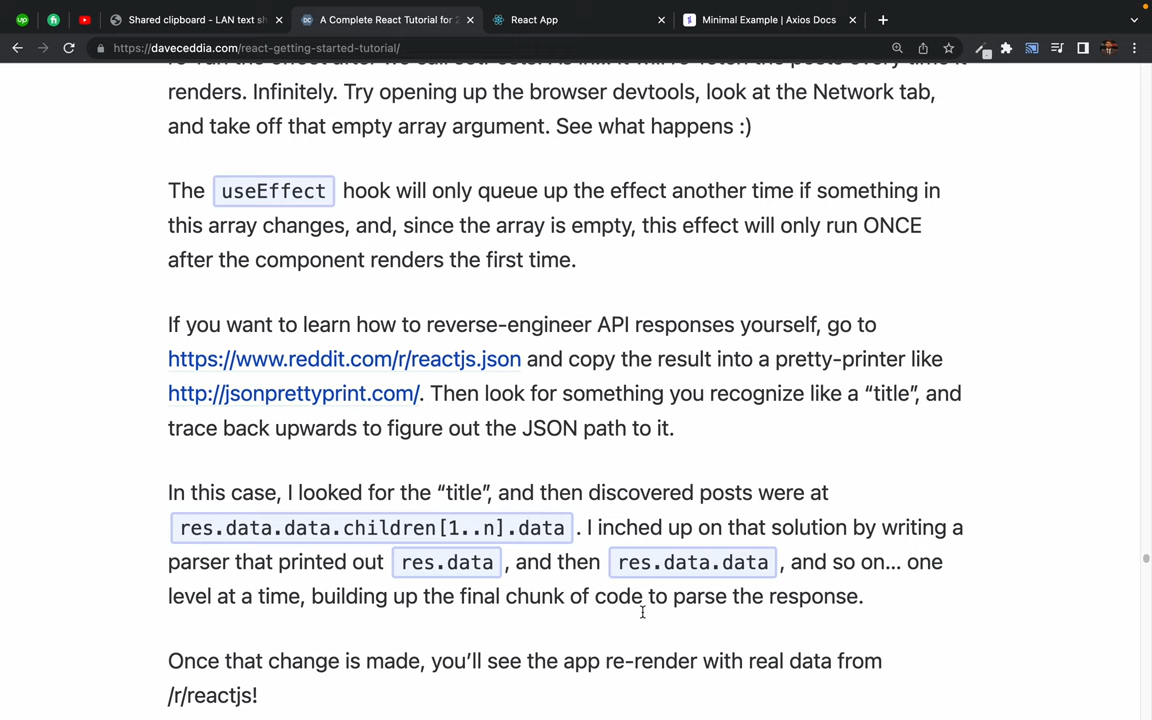 Shared clipboard - LAN text sh
A Complete React Tutorial for 2
React App
Minimal Example | Axios Docs
https://daveceddia.com/react-getting-started-tutorial/
renders. Infinitely. Try opening up the browser devtools, look at the Network tab,
and take off that empty array argument. See what happens :)
The useEffect hook will only queue up the effect another time if something in
this array changes, and, since the array is empty, this effect will only run ONCE
after the component renders the first time.
If you want to learn how to reverse-engineer API responses yourself, go to
https://www.reddit.com/r/reactjs.json and copy the result into a pretty-printer like
http://jsonprettyprint.com/. Then look for something you recognize like a “title”, and
trace back upwards to figure out the JSON path to it.
In this case, I looked for the “title”, and then discovered posts were at
res.data.data.children[1..n].data. I inched up on that solution by writing a
parser that printed out res.data, and then res.data.data, and so on… one
level at a time, building up the final chunk of code to parse the response.
Once that change is made, you’ll see the app re-render with real data from
/r/reactjs!